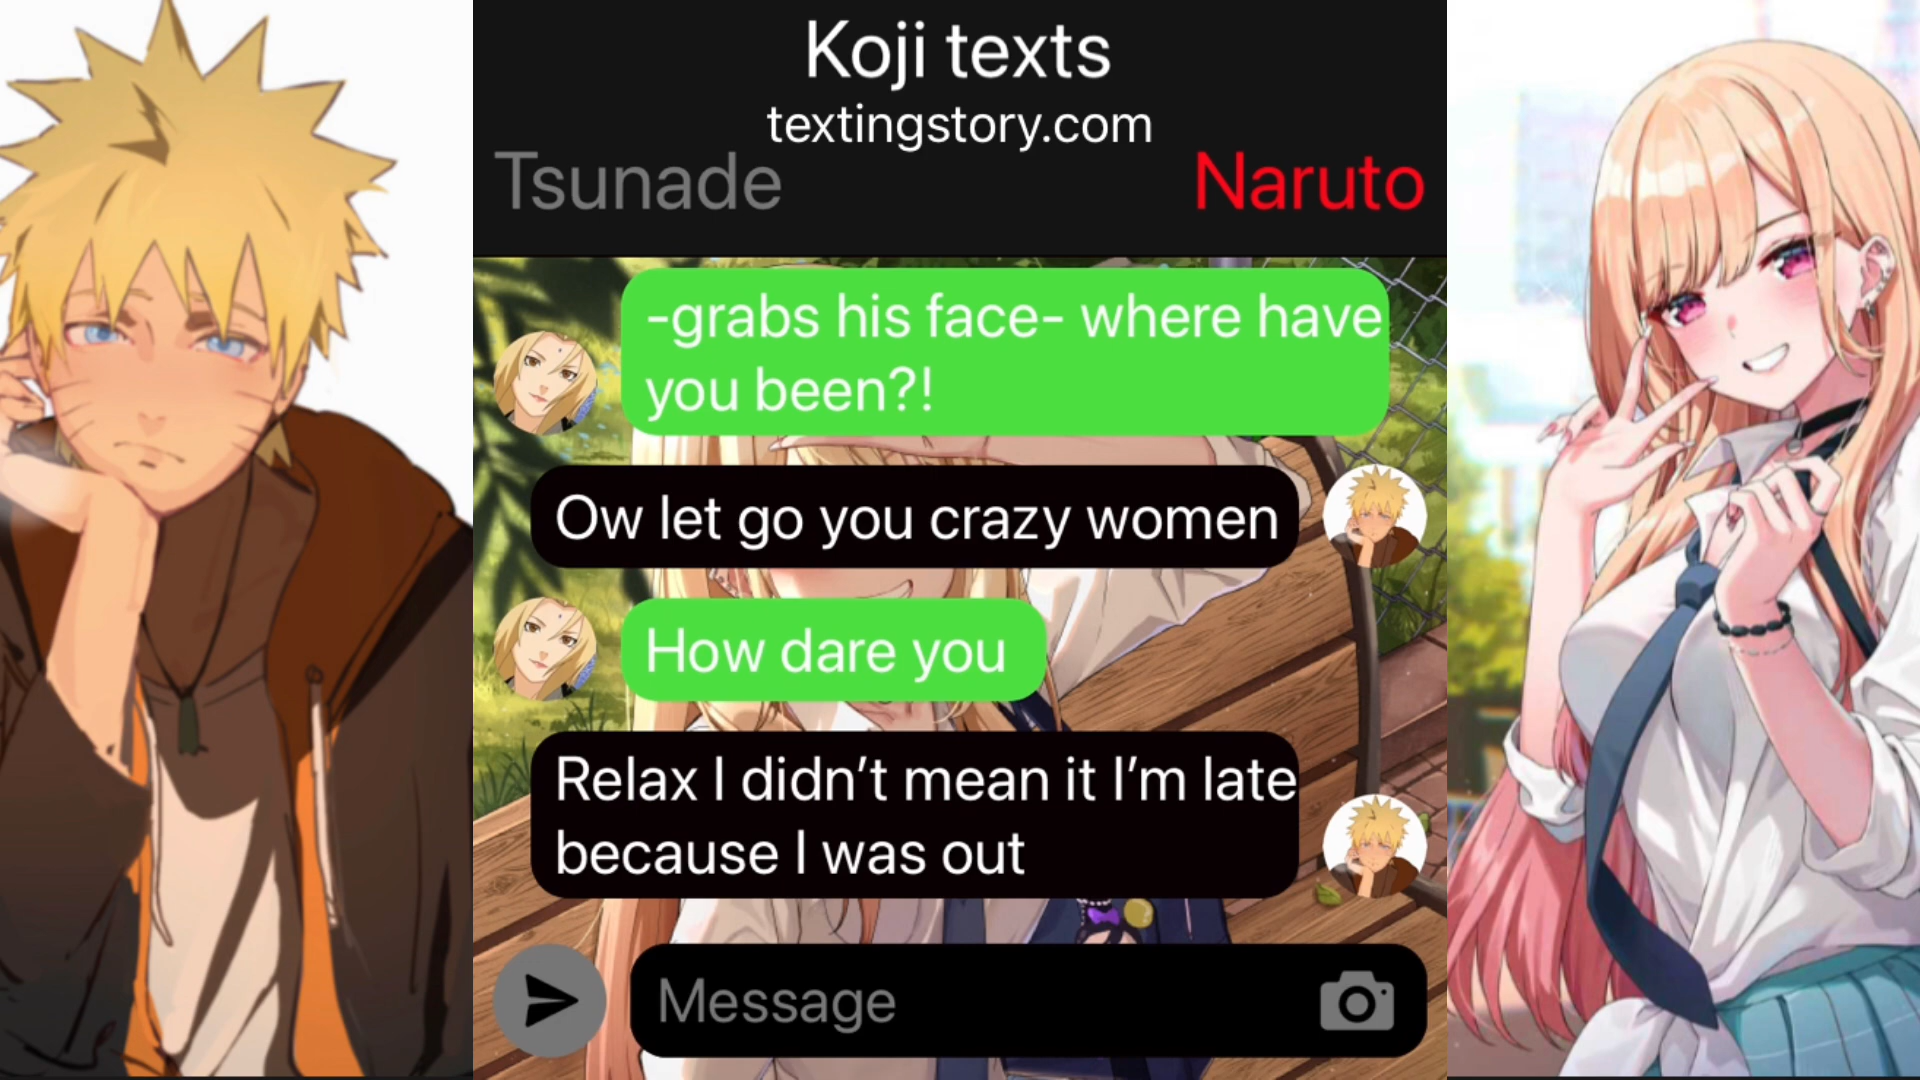 Koji texts
textingstory.com
Tsunade
Naruto
-grabs his face- where have
you been?!
Ow let go you crazy women
How dare you
Relax I didn’t mean it I’m late
because I was out
Message